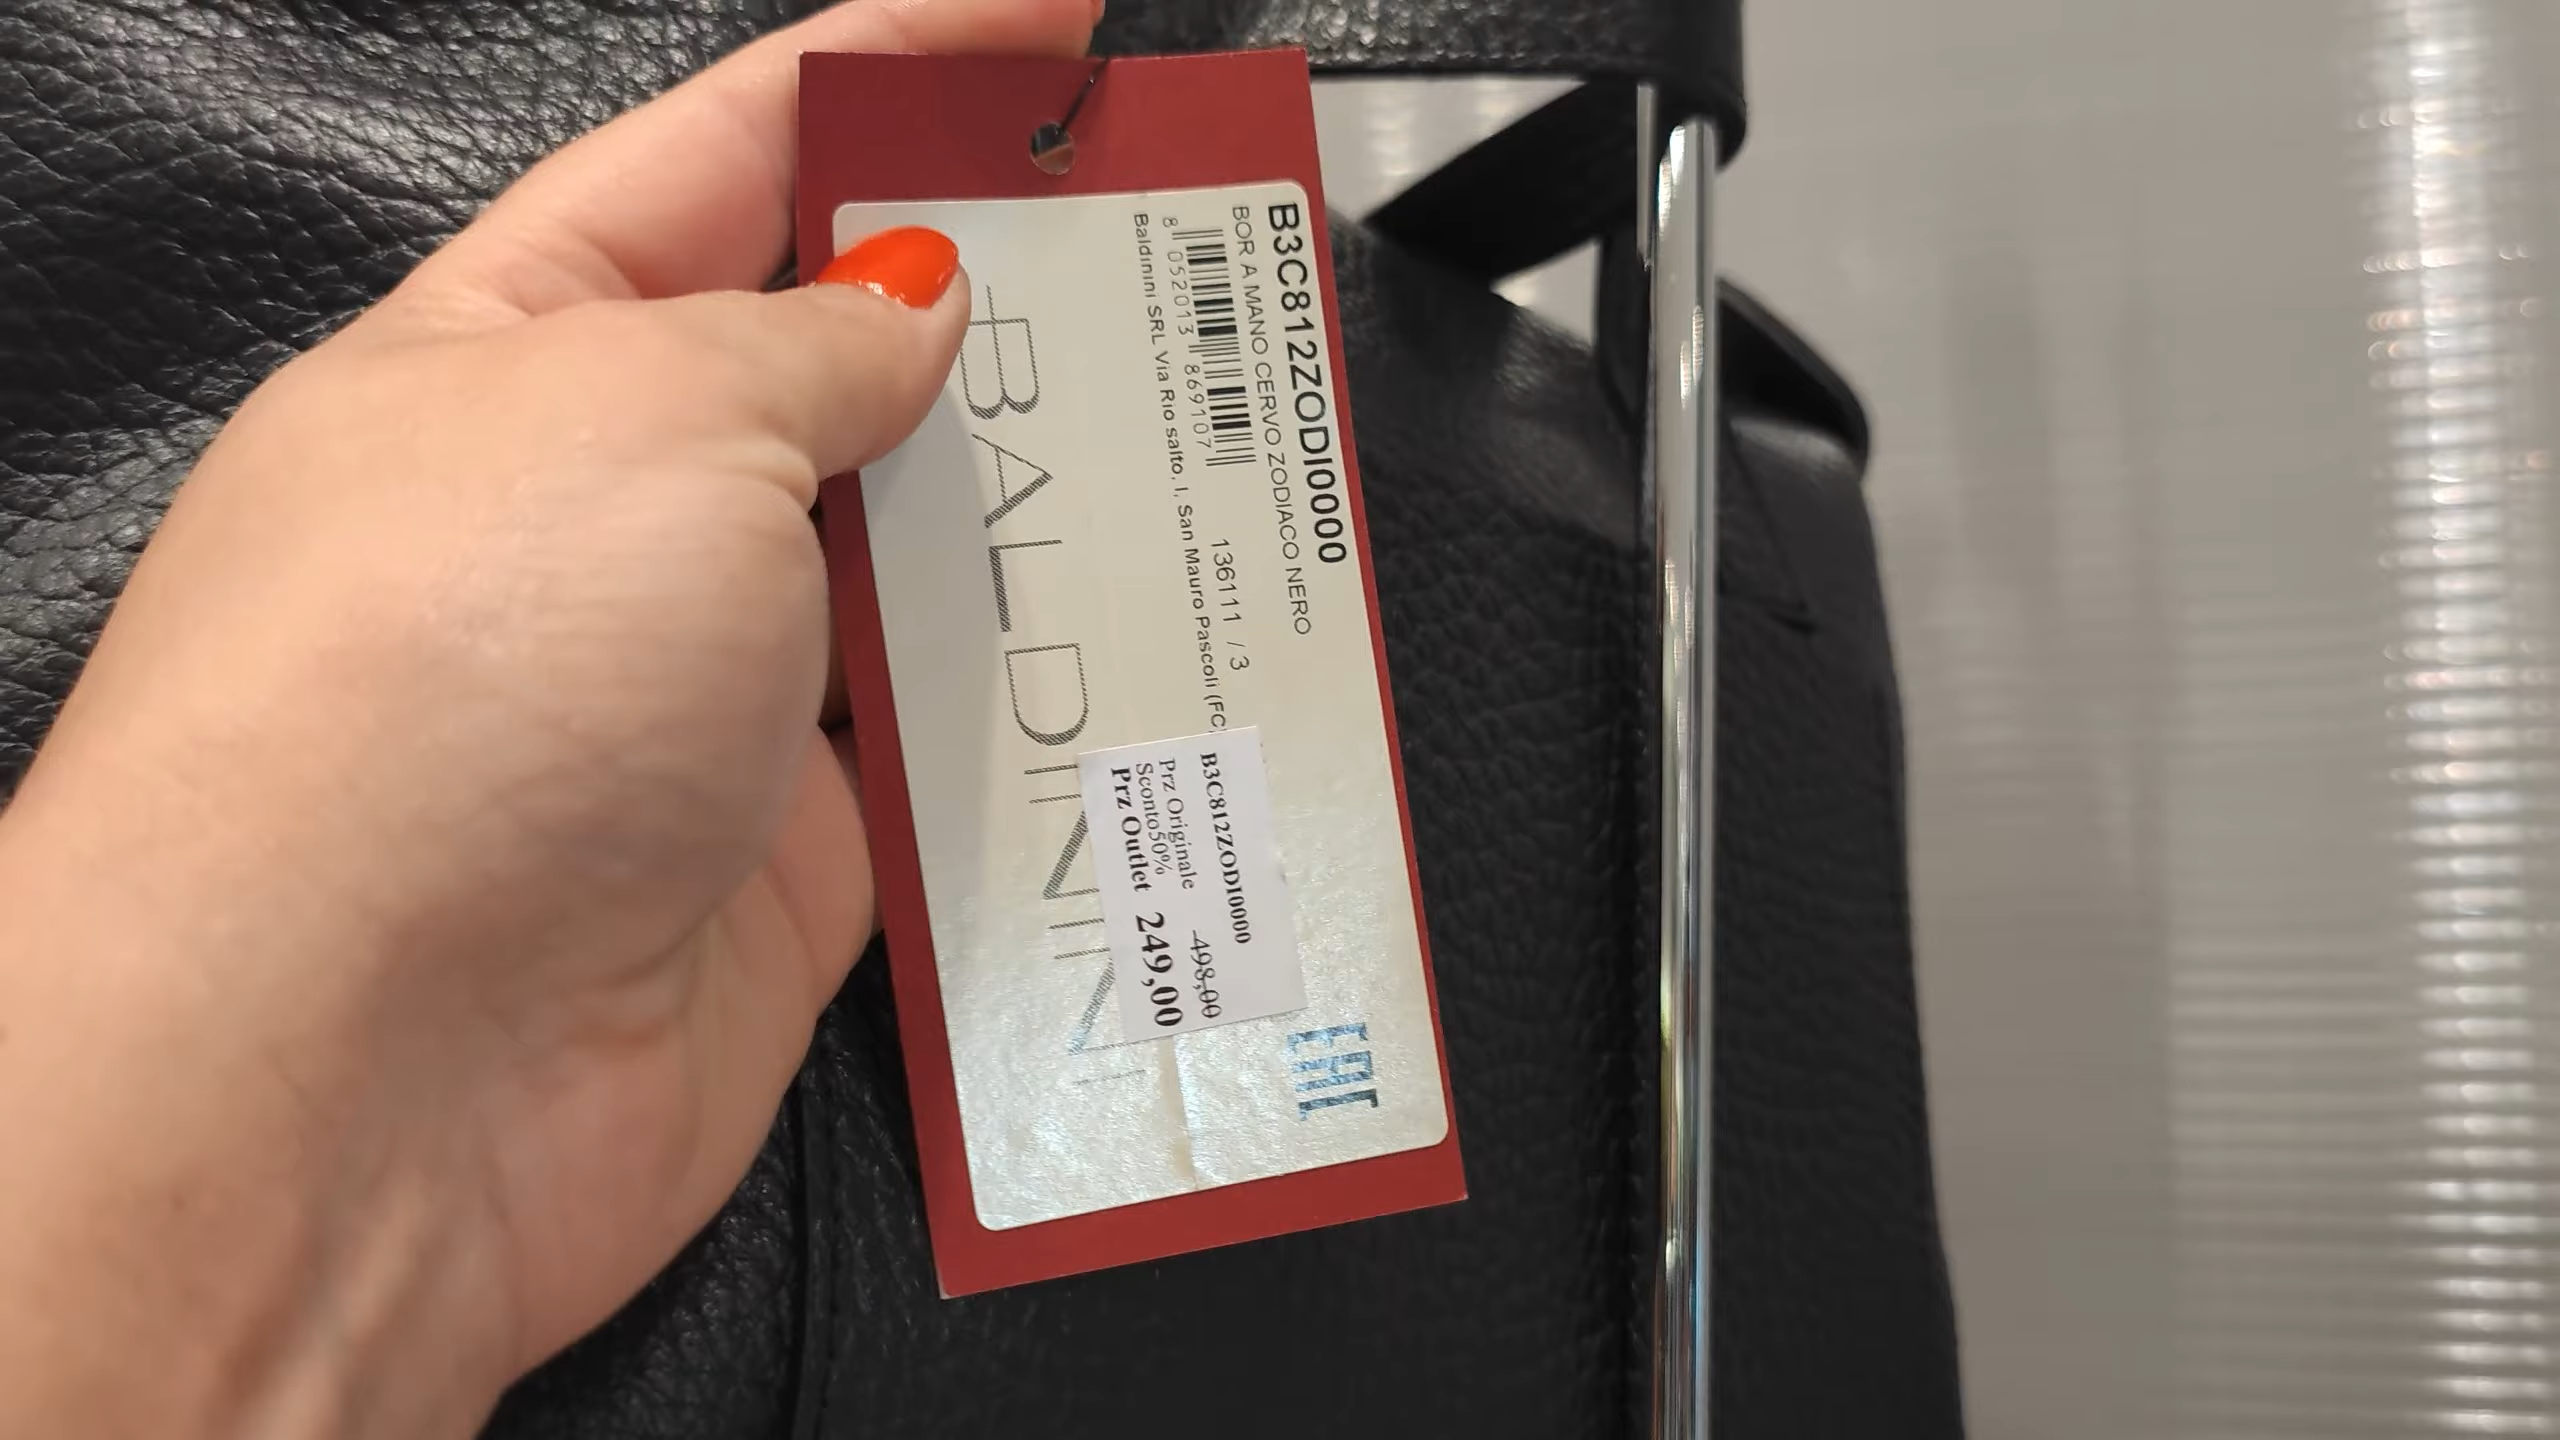 B3C812ZODI0000
BOR A MANO CERVO ZODIACO NERO
136111 / 3
8 052013 869107
Baldinini SRL Via Rio salto, I, San Mauro Pascoli (FC)
B3C812ZODI0000
Prz Originale 498,00
Sconto50%
Prz Outlet 249,00
BALDININI
EAC